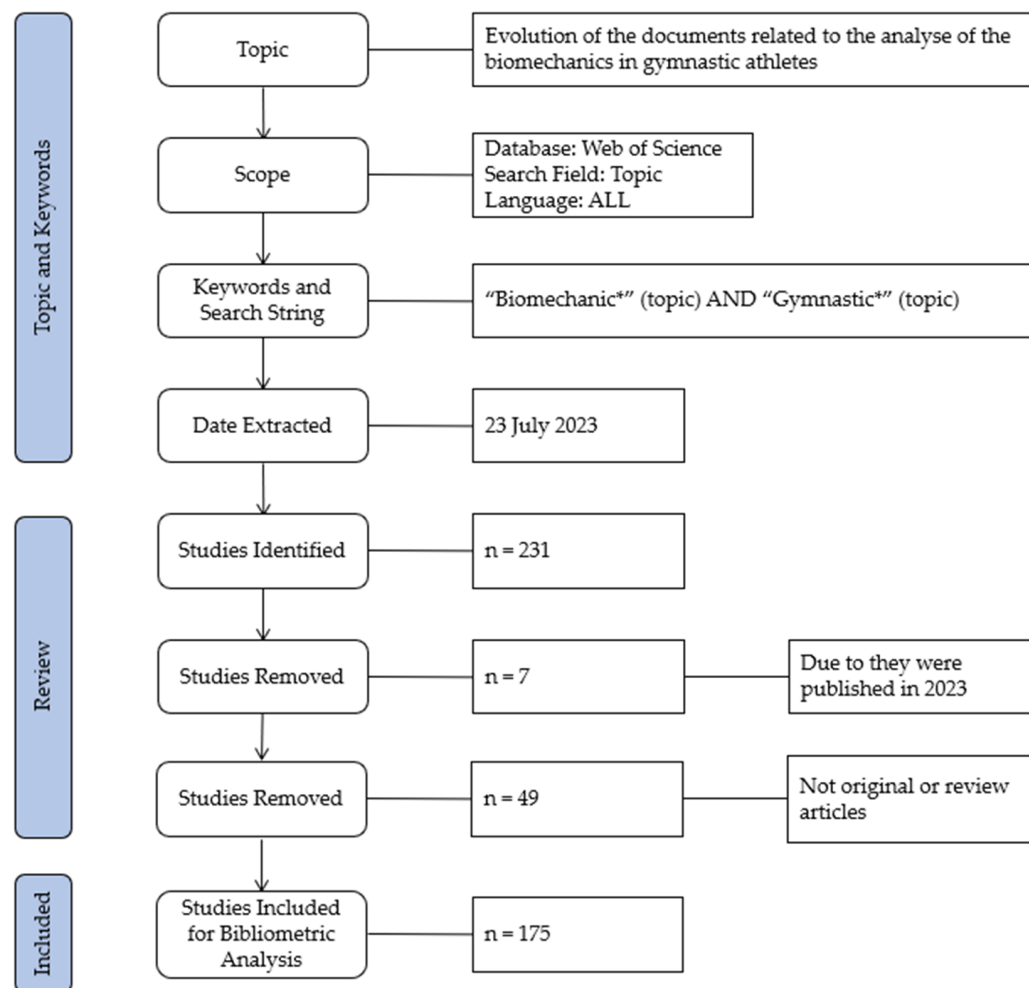 Topic and Keywords
Topic
Evolution of the documents related to the analyse of the
biomechanics in gymnastic athletes
Scope
Database: Web of Science
Search Field: Topic
Language: ALL
Keywords and
Search String
“Biomechanic*” (topic) AND “Gymnastic*” (topic)
Date Extracted
23 July 2023
Review
Studies Identified
n = 231
Studies Removed
n = 7
Due to they were
published in 2023
Studies Removed
n = 49
Not original or review
articles
Included
Studies Included
for Bibliometric
Analysis
n = 175